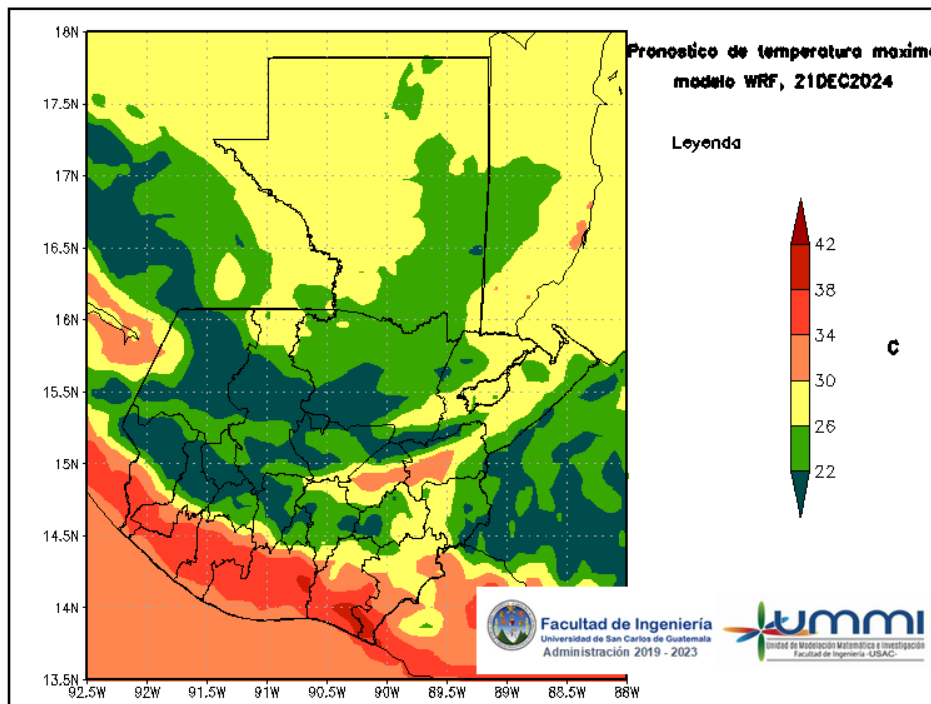 Pronostico de temperatura maxima
modelo WRF, 21DEC2024
Leyenda
18N
17.5N
17N
16.5N
16N
15.5N
15N
14.5N
14N
13.5N
92.5W 92W 91.5W 91W 90.5W 90W 89.5W 89W 88.5W 88W
42
38
34
30
26
22
C
Facultad de Ingeniería
Universidad de San Carlos de Guatemala
Administración 2019 - 2023
UMMI
Unidad de Modelación Matemática e Investigación
Facultad de Ingeniería -USAC-